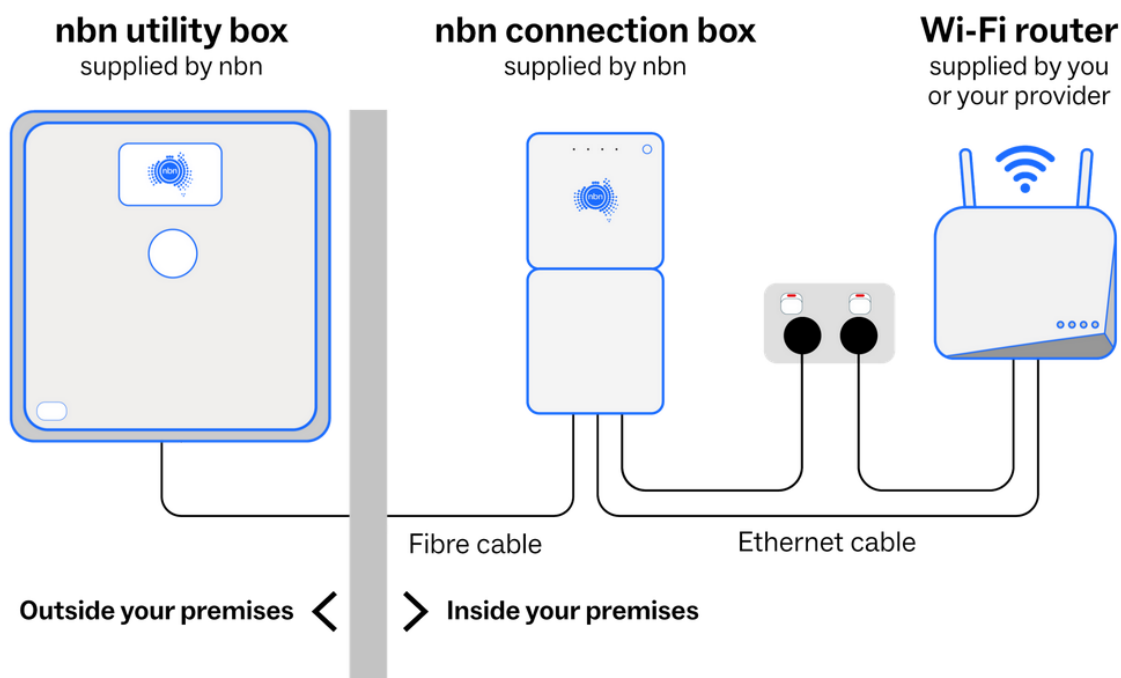 nbn utility box
supplied by nbn
nbn connection box
supplied by nbn
Wi-Fi router
supplied by you
or your provider
nbn
nbn
Fibre cable
Ethernet cable
Outside your premises
Inside your premises